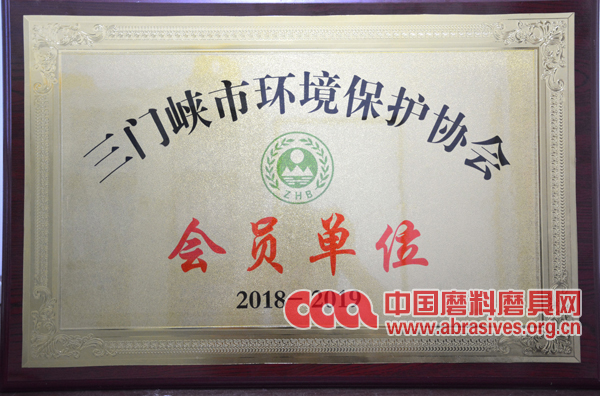 三门峡市环境保护协会
ZHB
会员单位
2018-2019
中国磨料磨具网
www.abrasives.org.cn